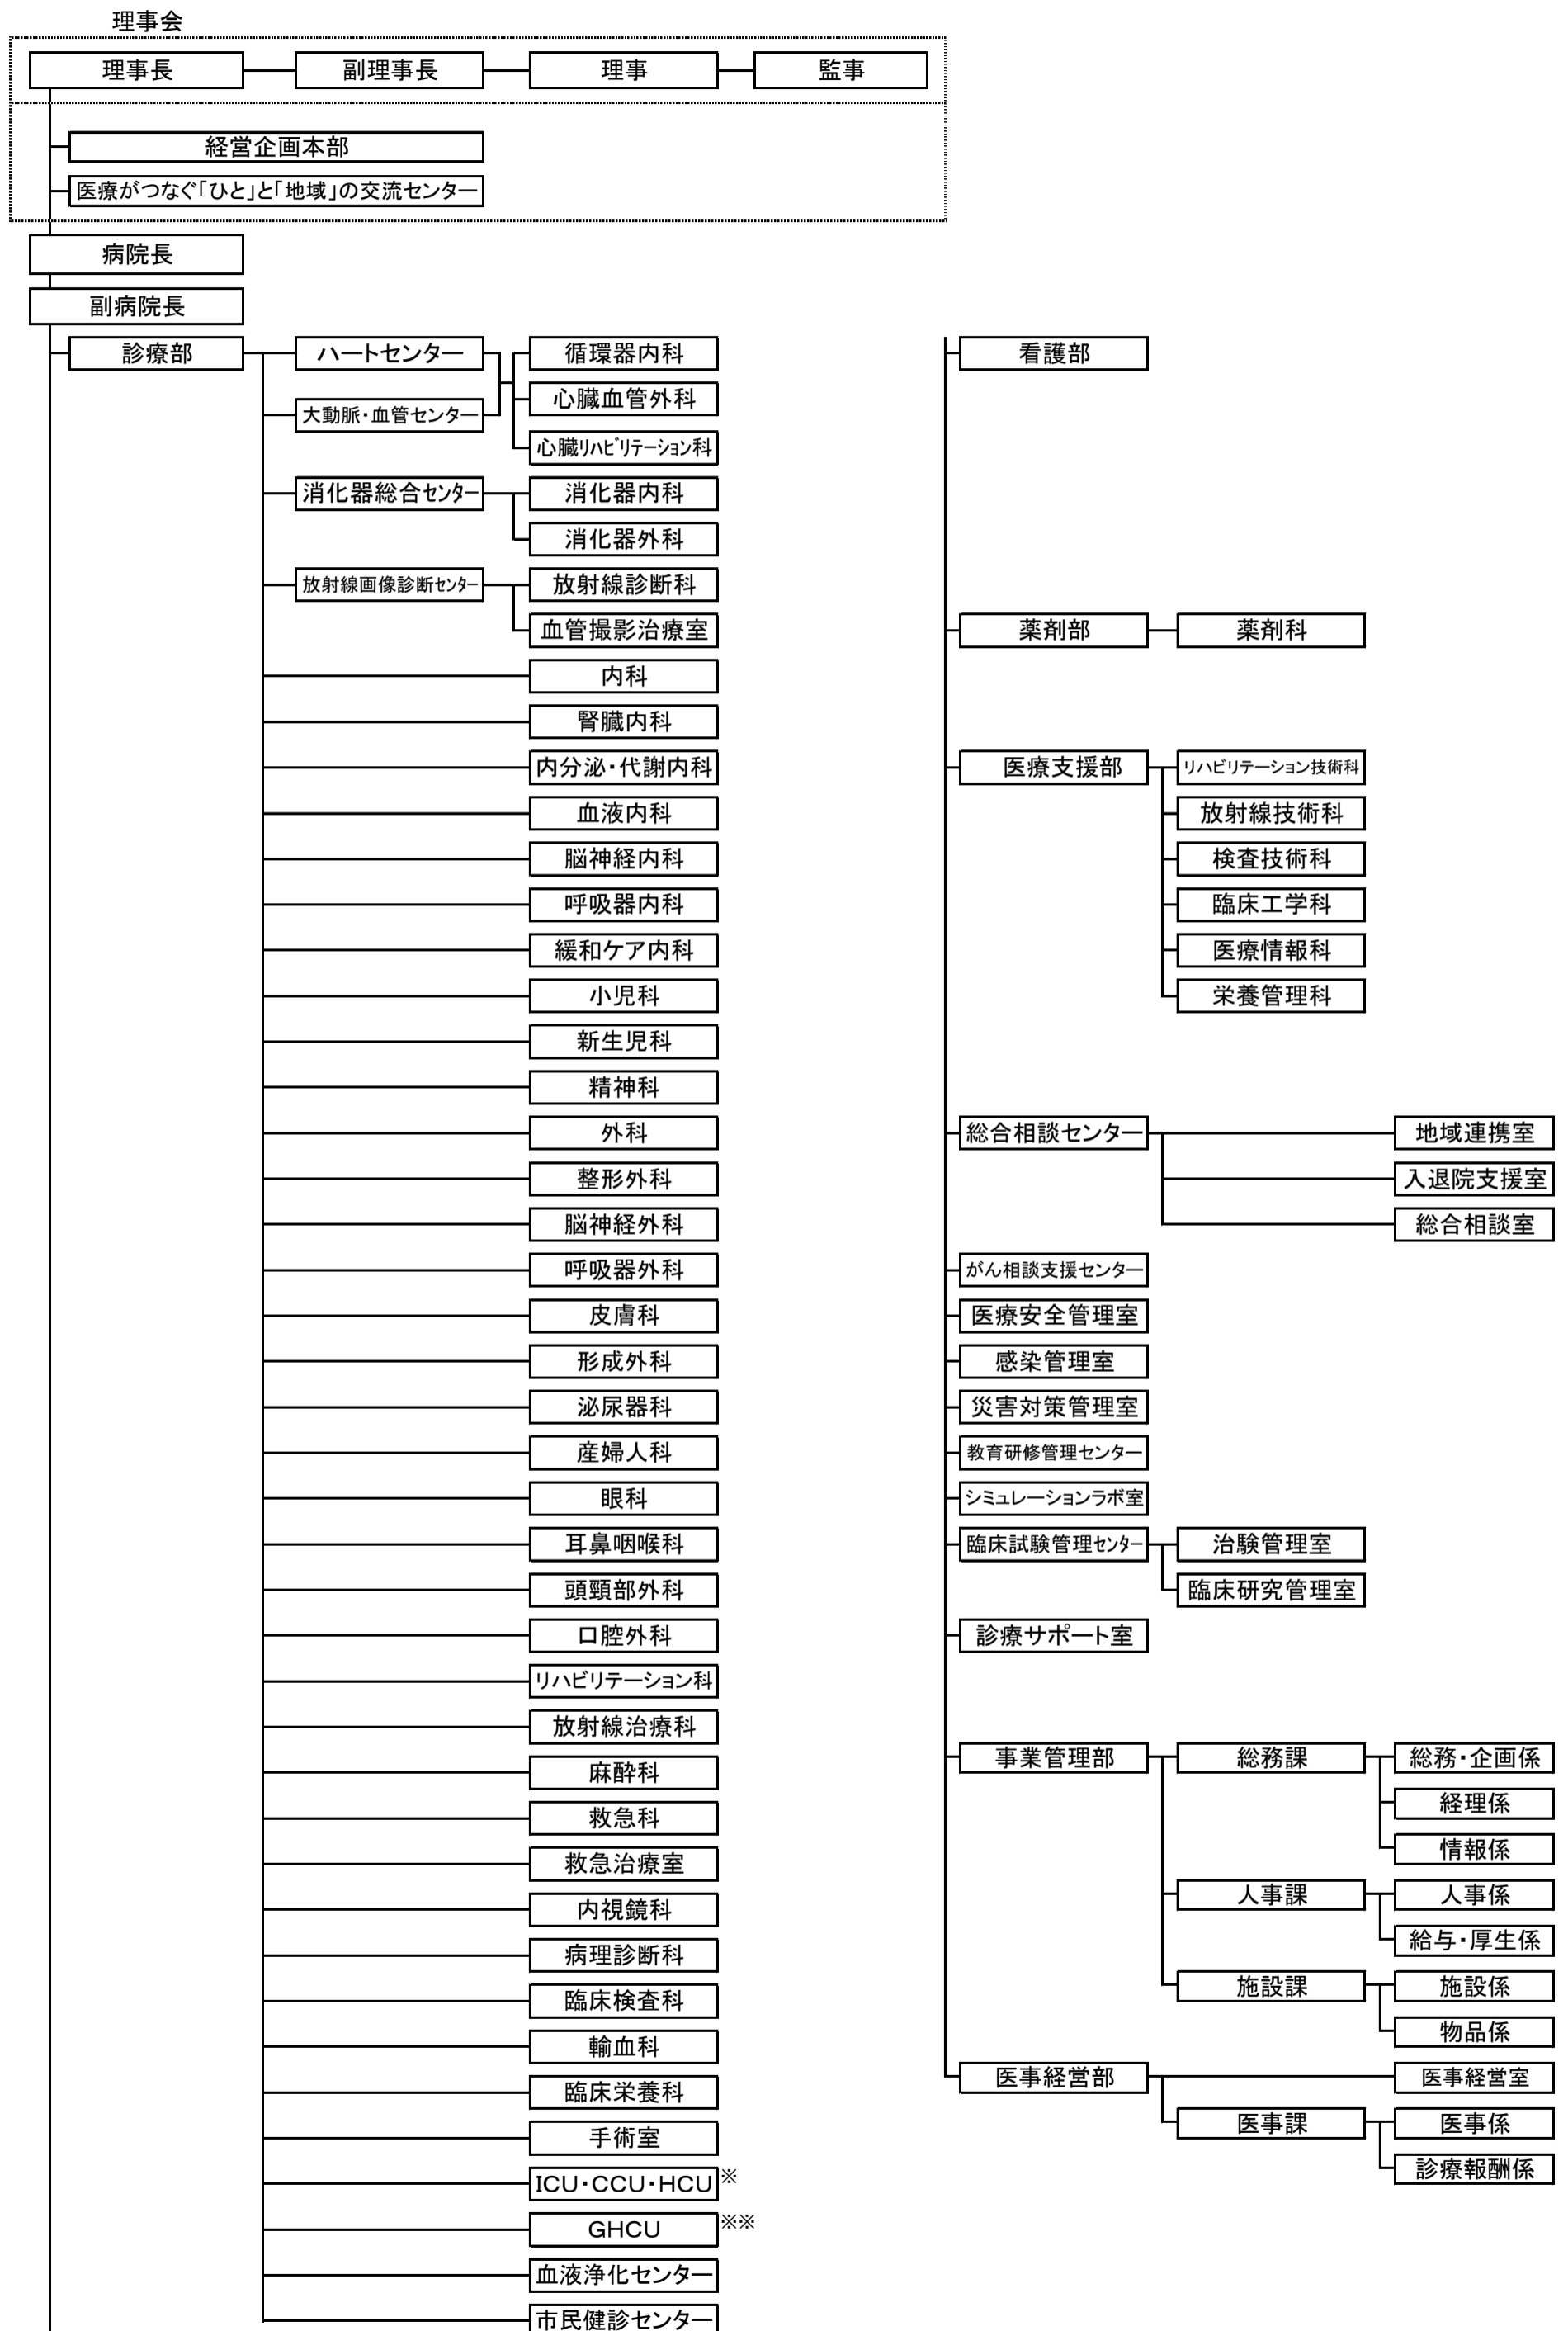 理事会
理事長
副理事長
理事
監事
経営企画本部
医療がつなぐ「ひと」と「地域」の交流センター
病院長
副病院長
診療部
ハートセンター
大動脈・血管センター
循環器内科
心臓血管外科
心臓リハビリテーション科
消化器総合センター
消化器内科
消化器外科
放射線画像診断センター
放射線診断科
血管撮影治療室
内科
腎臓内科
内分泌・代謝内科
血液内科
脳神経内科
呼吸器内科
緩和ケア内科
小児科
新生児科
精神科
外科
整形外科
脳神経外科
呼吸器外科
皮膚科
形成外科
泌尿器科
産婦人科
眼科
耳鼻咽喉科
頭頸部外科
口腔外科
リハビリテーション科
放射線治療科
麻酔科
救急科
救急治療室
内視鏡科
病理診断科
臨床検査科
輸血科
臨床栄養科
手術室
ICU・CCU・HCU※
GHCU※※
血液浄化センター
市民健診センター
看護部
薬剤部
薬剤科
医療支援部
リハビリテーション技術科
放射線技術科
検査技術科
臨床工学科
医療情報科
栄養管理科
総合相談センター
地域連携室
入退院支援室
総合相談室
がん相談支援センター
医療安全管理室
感染管理室
災害対策管理室
教育研修管理センター
シミュレーションラボ室
臨床試験管理センター
治験管理室
臨床研究管理室
診療サポート室
事業管理部
総務課
総務・企画係
経理係
情報係
人事課
人事係
給与・厚生係
施設課
施設係
物品係
医事経営部
医事経営室
医事課
医事係
診療報酬係